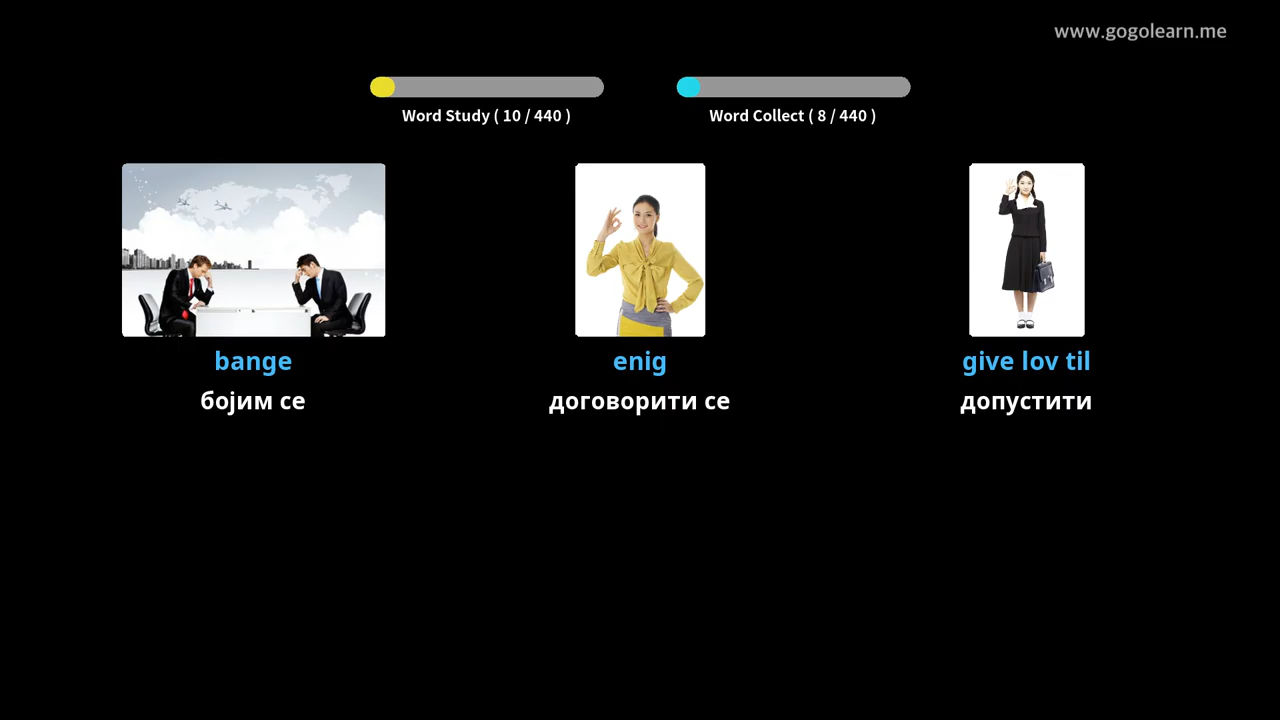 www.gogolearn.me
Word Study ( 10 / 440 )
Word Collect ( 8 / 440 )
bange
enig
give lov til
бојим се
договорити се
допустити